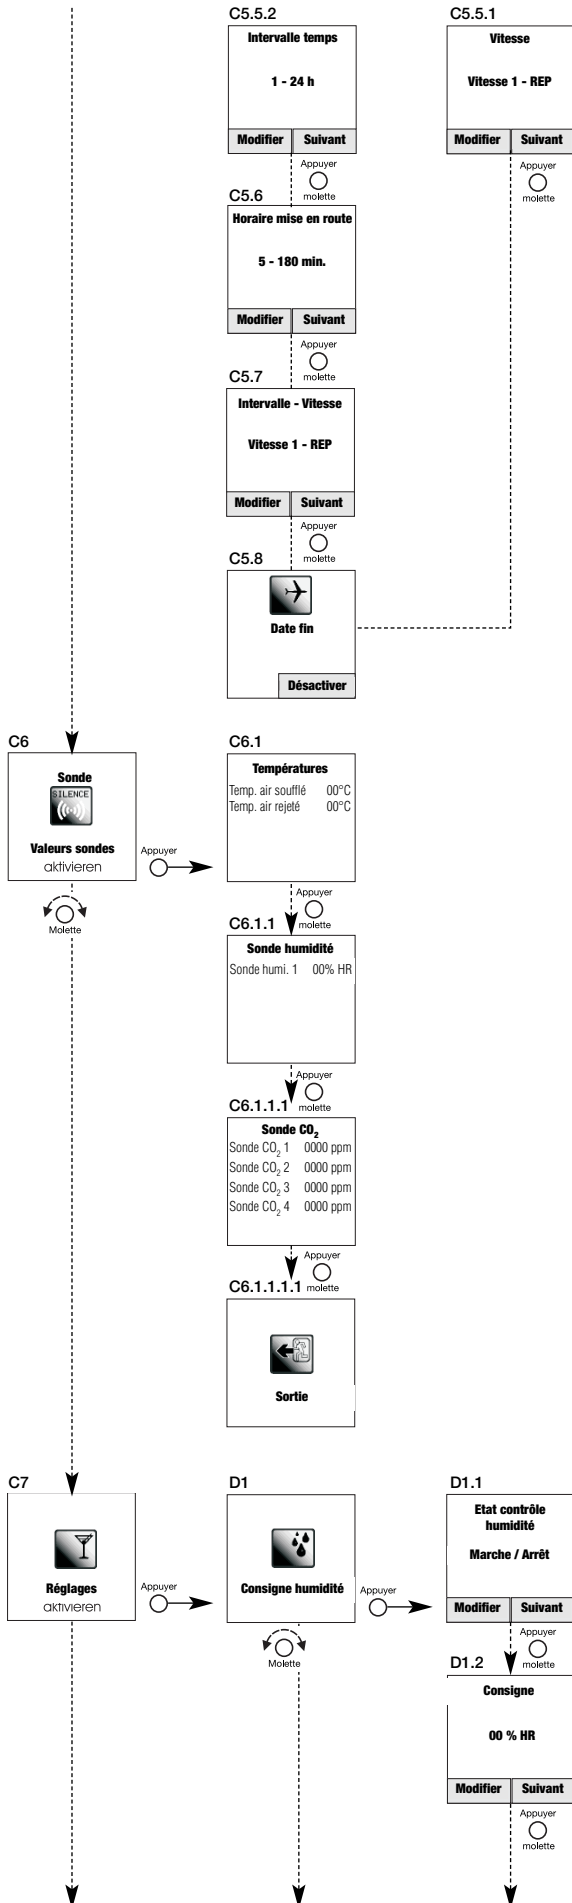 C5.5.2
Intervalle temps
1 - 24 h
Modifier Suivant
Appuyer
molette
C5.5.1
Vitesse
Vitesse 1 - REP
Modifier Suivant
Appuyer
molette
C5.6
Horaire mise en route
5 - 180 min.
Modifier Suivant
Appuyer
molette
C5.7
Intervalle - Vitesse
Vitesse 1 - REP
Modifier Suivant
Appuyer
molette
C5.8
Date fin
Désactiver
C6
Sonde
SILENCE
Valeurs sondes
aktivieren
Appuyer
Molette
C6.1
Températures
Temp. air soufflé 00°C
Temp. air rejeté 00°C
Appuyer
molette
C6.1.1
Sonde humidité
Sonde humi. 1 00% HR
Appuyer
molette
C6.1.1.1
Sonde CO₂
Sonde CO₂ 1 0000 ppm
Sonde CO₂ 2 0000 ppm
Sonde CO₂ 3 0000 ppm
Sonde CO₂ 4 0000 ppm
Appuyer
molette
C6.1.1.1.1
Sortie
C7
Réglages
aktivieren
Appuyer
D1
Consigne humidité
Appuyer
Molette
D1.1
Etat contrôle
humidité
Marche / Arrêt
Modifier Suivant
Appuyer
molette
D1.2
Consigne
00 % HR
Modifier Suivant
Appuyer
molette